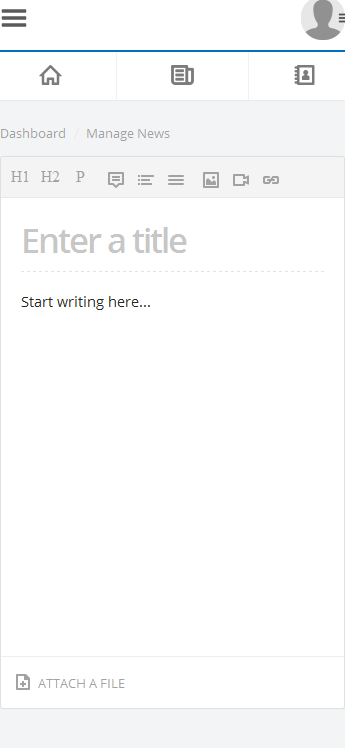 Dashboard / Manage News
H1 H2 P
Enter a title
Start writing here...
ATTACH A FILE